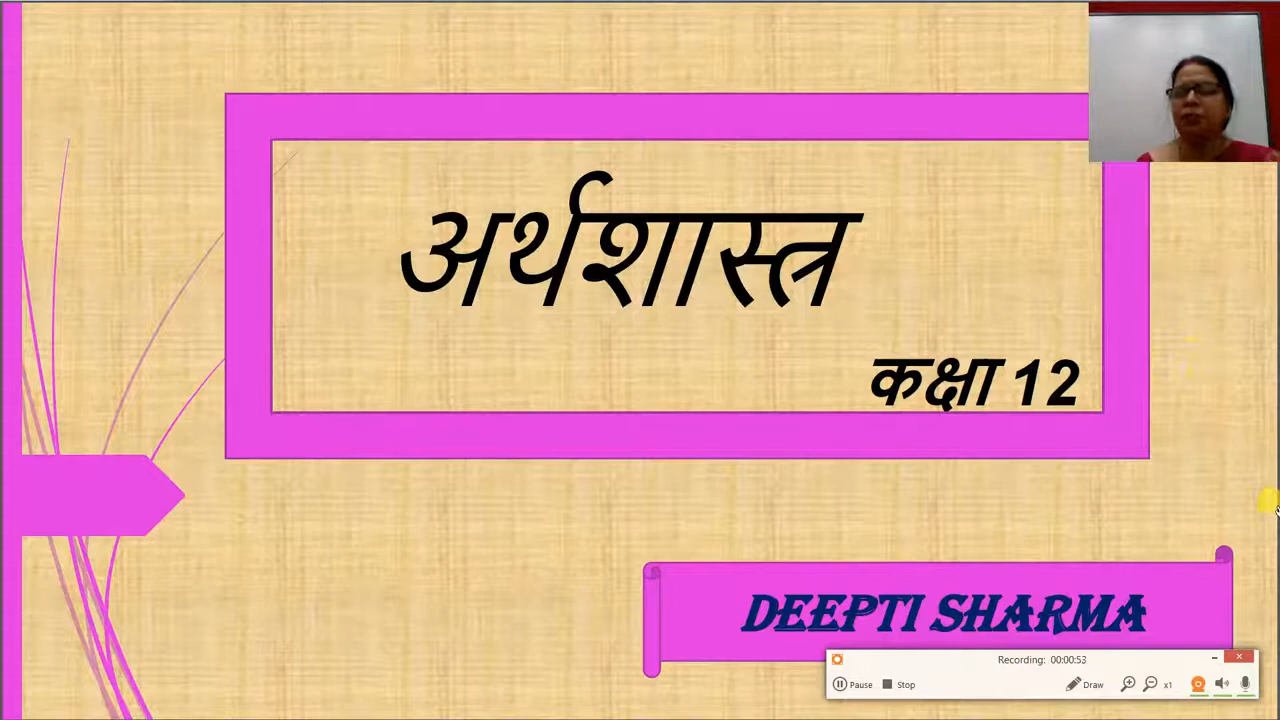 अर्थशास्त्र
कक्षा 12
DEEPTI SHARMA
Recording: 00:00:53
Pause Stop Draw x1